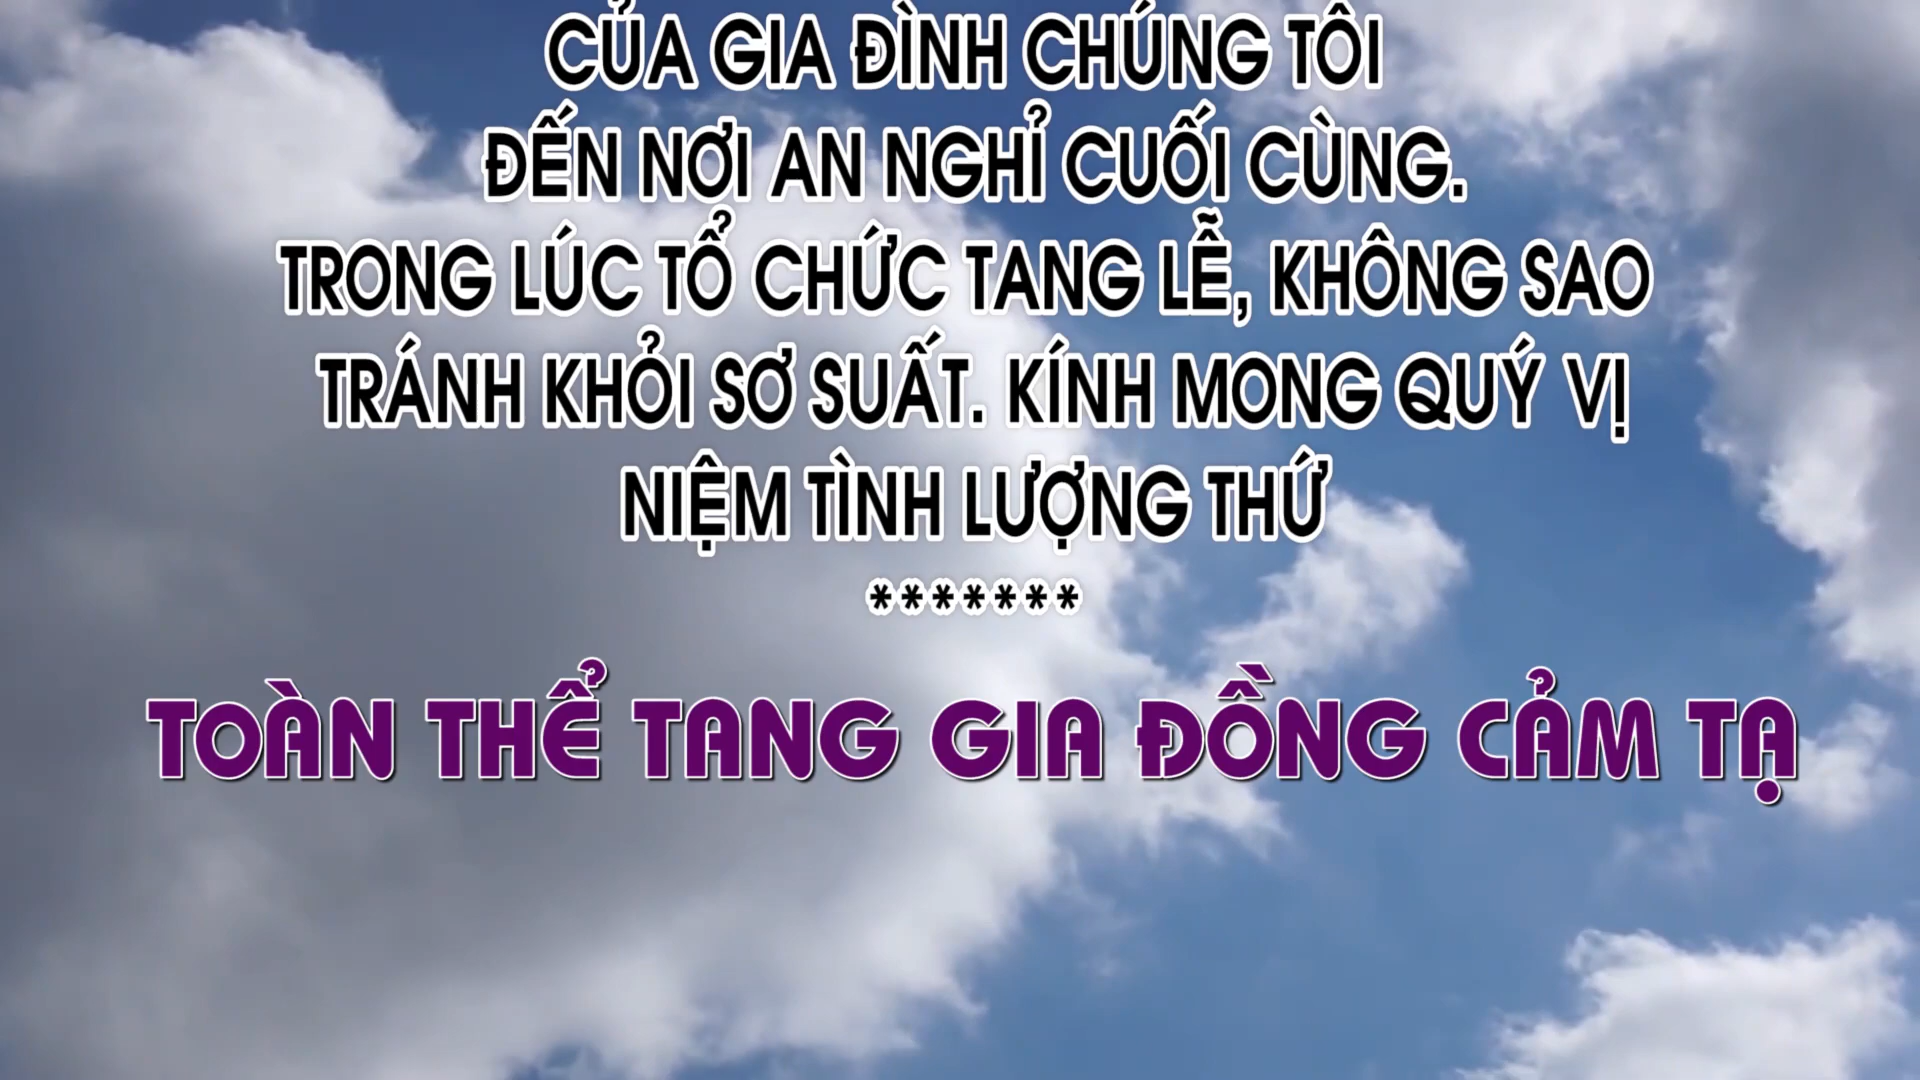 CỦA GIA ĐÌNH CHÚNG TÔI
ĐẾN NƠI AN NGHỈ CUỐI CÙNG.
TRONG LÚC TỔ CHỨC TANG LỄ, KHÔNG SAO
TRÁNH KHỎI SƠ SUẤT. KÍNH MONG QUÝ VỊ
NIỆM TÌNH LƯỢNG THỨ
*******
TOÀN THỂ TANG GIA ĐỒNG CẢM TẠ